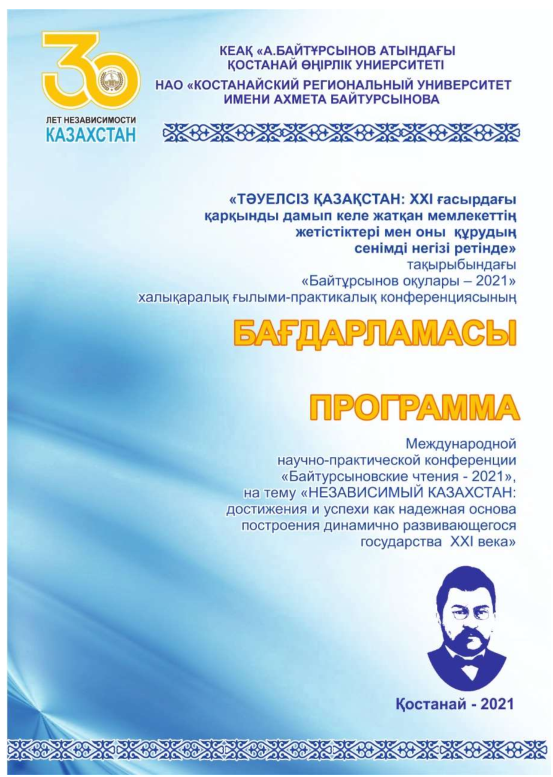 30
ЛЕТ НЕЗАВИСИМОСТИ
КАЗАХСТАН
КЕАҚ «А.БАЙТҰРСЫНОВ АТЫНДАҒЫ
ҚОСТАНАЙ ӨҢІРЛІК УНИЕРСИТЕТІ
НАО «КОСТАНАЙСКИЙ РЕГИОНАЛЬНЫЙ УНИВЕРСИТЕТ
ИМЕНИ АХМЕТА БАЙТУРСЫНОВА
«ТӘУЕЛСІЗ ҚАЗАҚСТАН: XXI ғасырдағы
қарқынды дамып келе жатқан мемлекеттің
жетістіктері мен оны құрудың
сенімді негізі ретінде»
тақырыбындағы
«Байтұрсынов оқулары – 2021»
халықаралық ғылыми-практикалық конференциясының
БАҒДАРЛАМАСЫ
ПРОГРАММА
Международной
научно-практической конференции
«Байтурсыновские чтения - 2021»,
на тему «НЕЗАВИСИМЫЙ КАЗАХСТАН:
достижения и успехи как надежная основа
построения динамично развивающегося
государства XXI века»
Қостанай - 2021